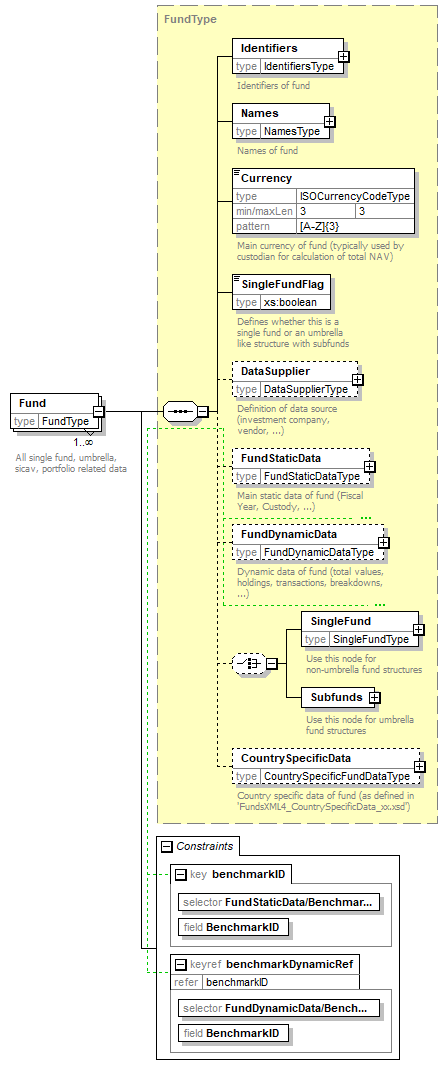 FundType
Identifiers
type IdentifiersType
Identifiers of fund
Names
type NamesType
Names of fund
Currency
type ISOCurrencyCodeType
min/maxLen 3 3
pattern [A-Z]{3}
Main currency of fund (typically used by
custodian for calculation of total NAV)
SingleFundFlag
type xs:boolean
Defines whether this is a
single fund or an umbrella
like structure with subfunds
DataSupplier
type DataSupplierType
Definition of data source
(investment company,
vendor, ...)
Fund
type FundType
1..∞
All single fund, umbrella,
sicav, portfolio related data
FundStaticData
type FundStaticDataType
Main static data of fund (Fiscal
Year, Custody, ...)
FundDynamicData
type FundDynamicDataType
Dynamic data of fund (total values,
holdings, transactions, breakdowns,
...)
SingleFund
type SingleFundType
Use this node for
non-umbrella fund structures
Subfunds
Use this node for umbrella
fund structures
CountrySpecificData
type CountrySpecificFundDataType
Country specific data of fund (as defined in
'FundsXML4_CountrySpecificData_xx.xsd')
Constraints
key benchmarkID
selector FundStaticData/Benchmar...
field BenchmarkID
keyref benchmarkDynamicRef
refer benchmarkID
selector FundDynamicData/Bench...
field BenchmarkID